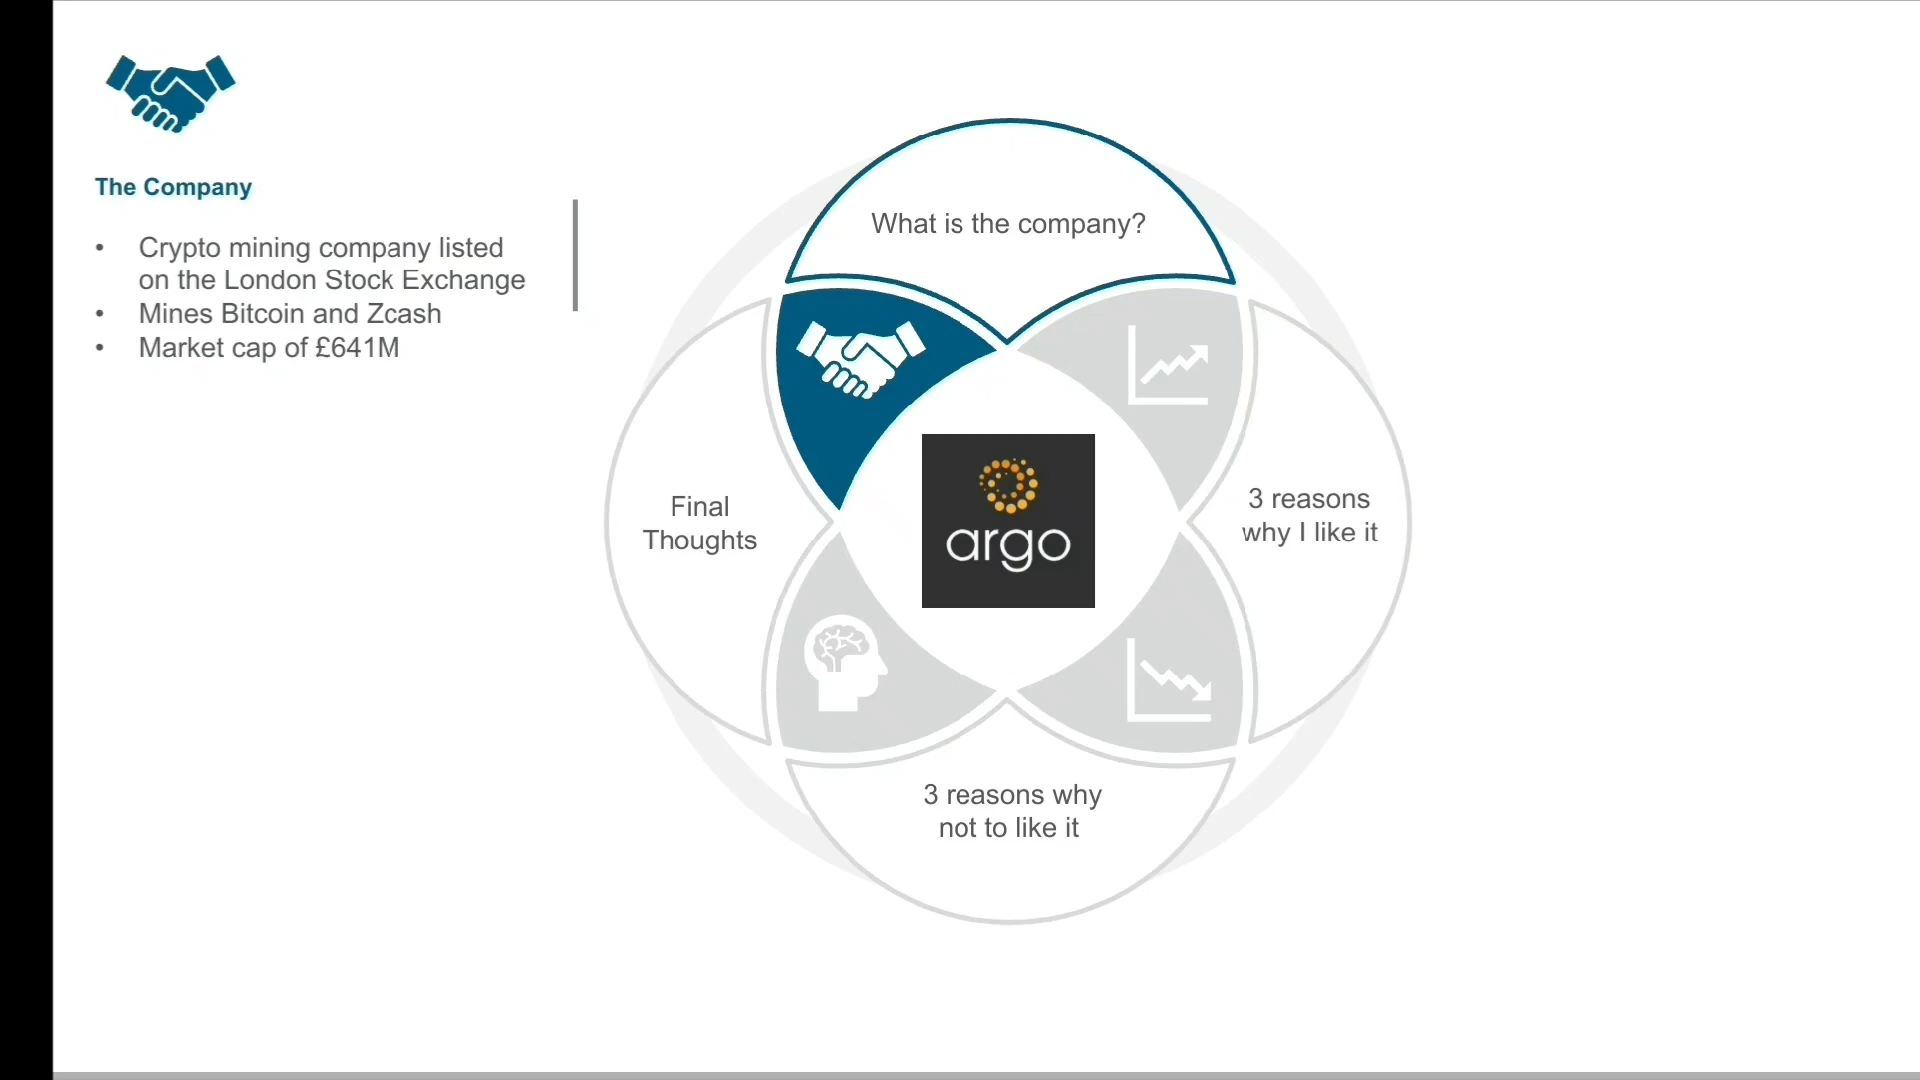 The Company
• Crypto mining company listed
on the London Stock Exchange
• Mines Bitcoin and Zcash
• Market cap of £641M
What is the company?
Final
Thoughts
argo
3 reasons
why I like it
3 reasons why
not to like it